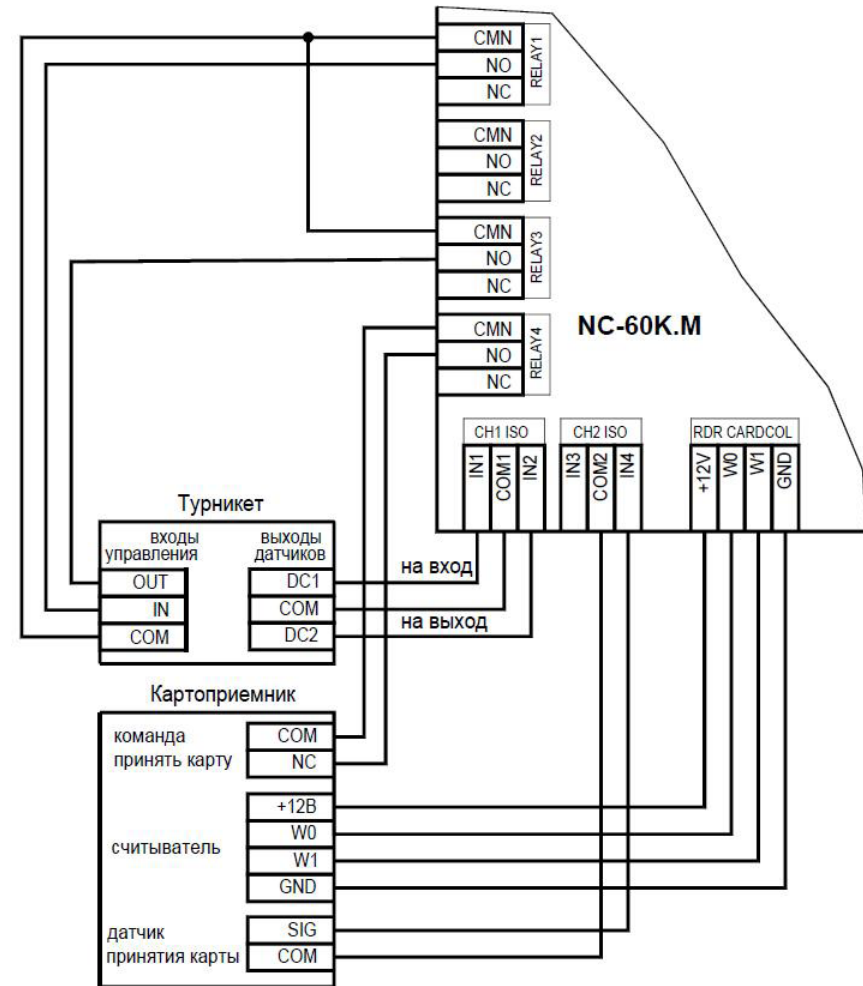 CMN
NO
NC
RELAY1
CMN
NO
NC
RELAY2
CMN
NO
NC
RELAY3
CMN
NO
NC
RELAY4
NC-60K.M
CH1 ISO
CH2 ISO
RDR CARDCOL
IN1
COM1
IN2
IN3
COM2
IN4
+12V
W0
W1
GND
Турникет
входы
управления
выходы
датчиков
OUT
IN
COM
DC1
COM
DC2
на вход
на выход
Картоприемник
команда
принять карту
COM
NC
считыватель
+12В
W0
W1
GND
датчик
принятия карты
SIG
COM